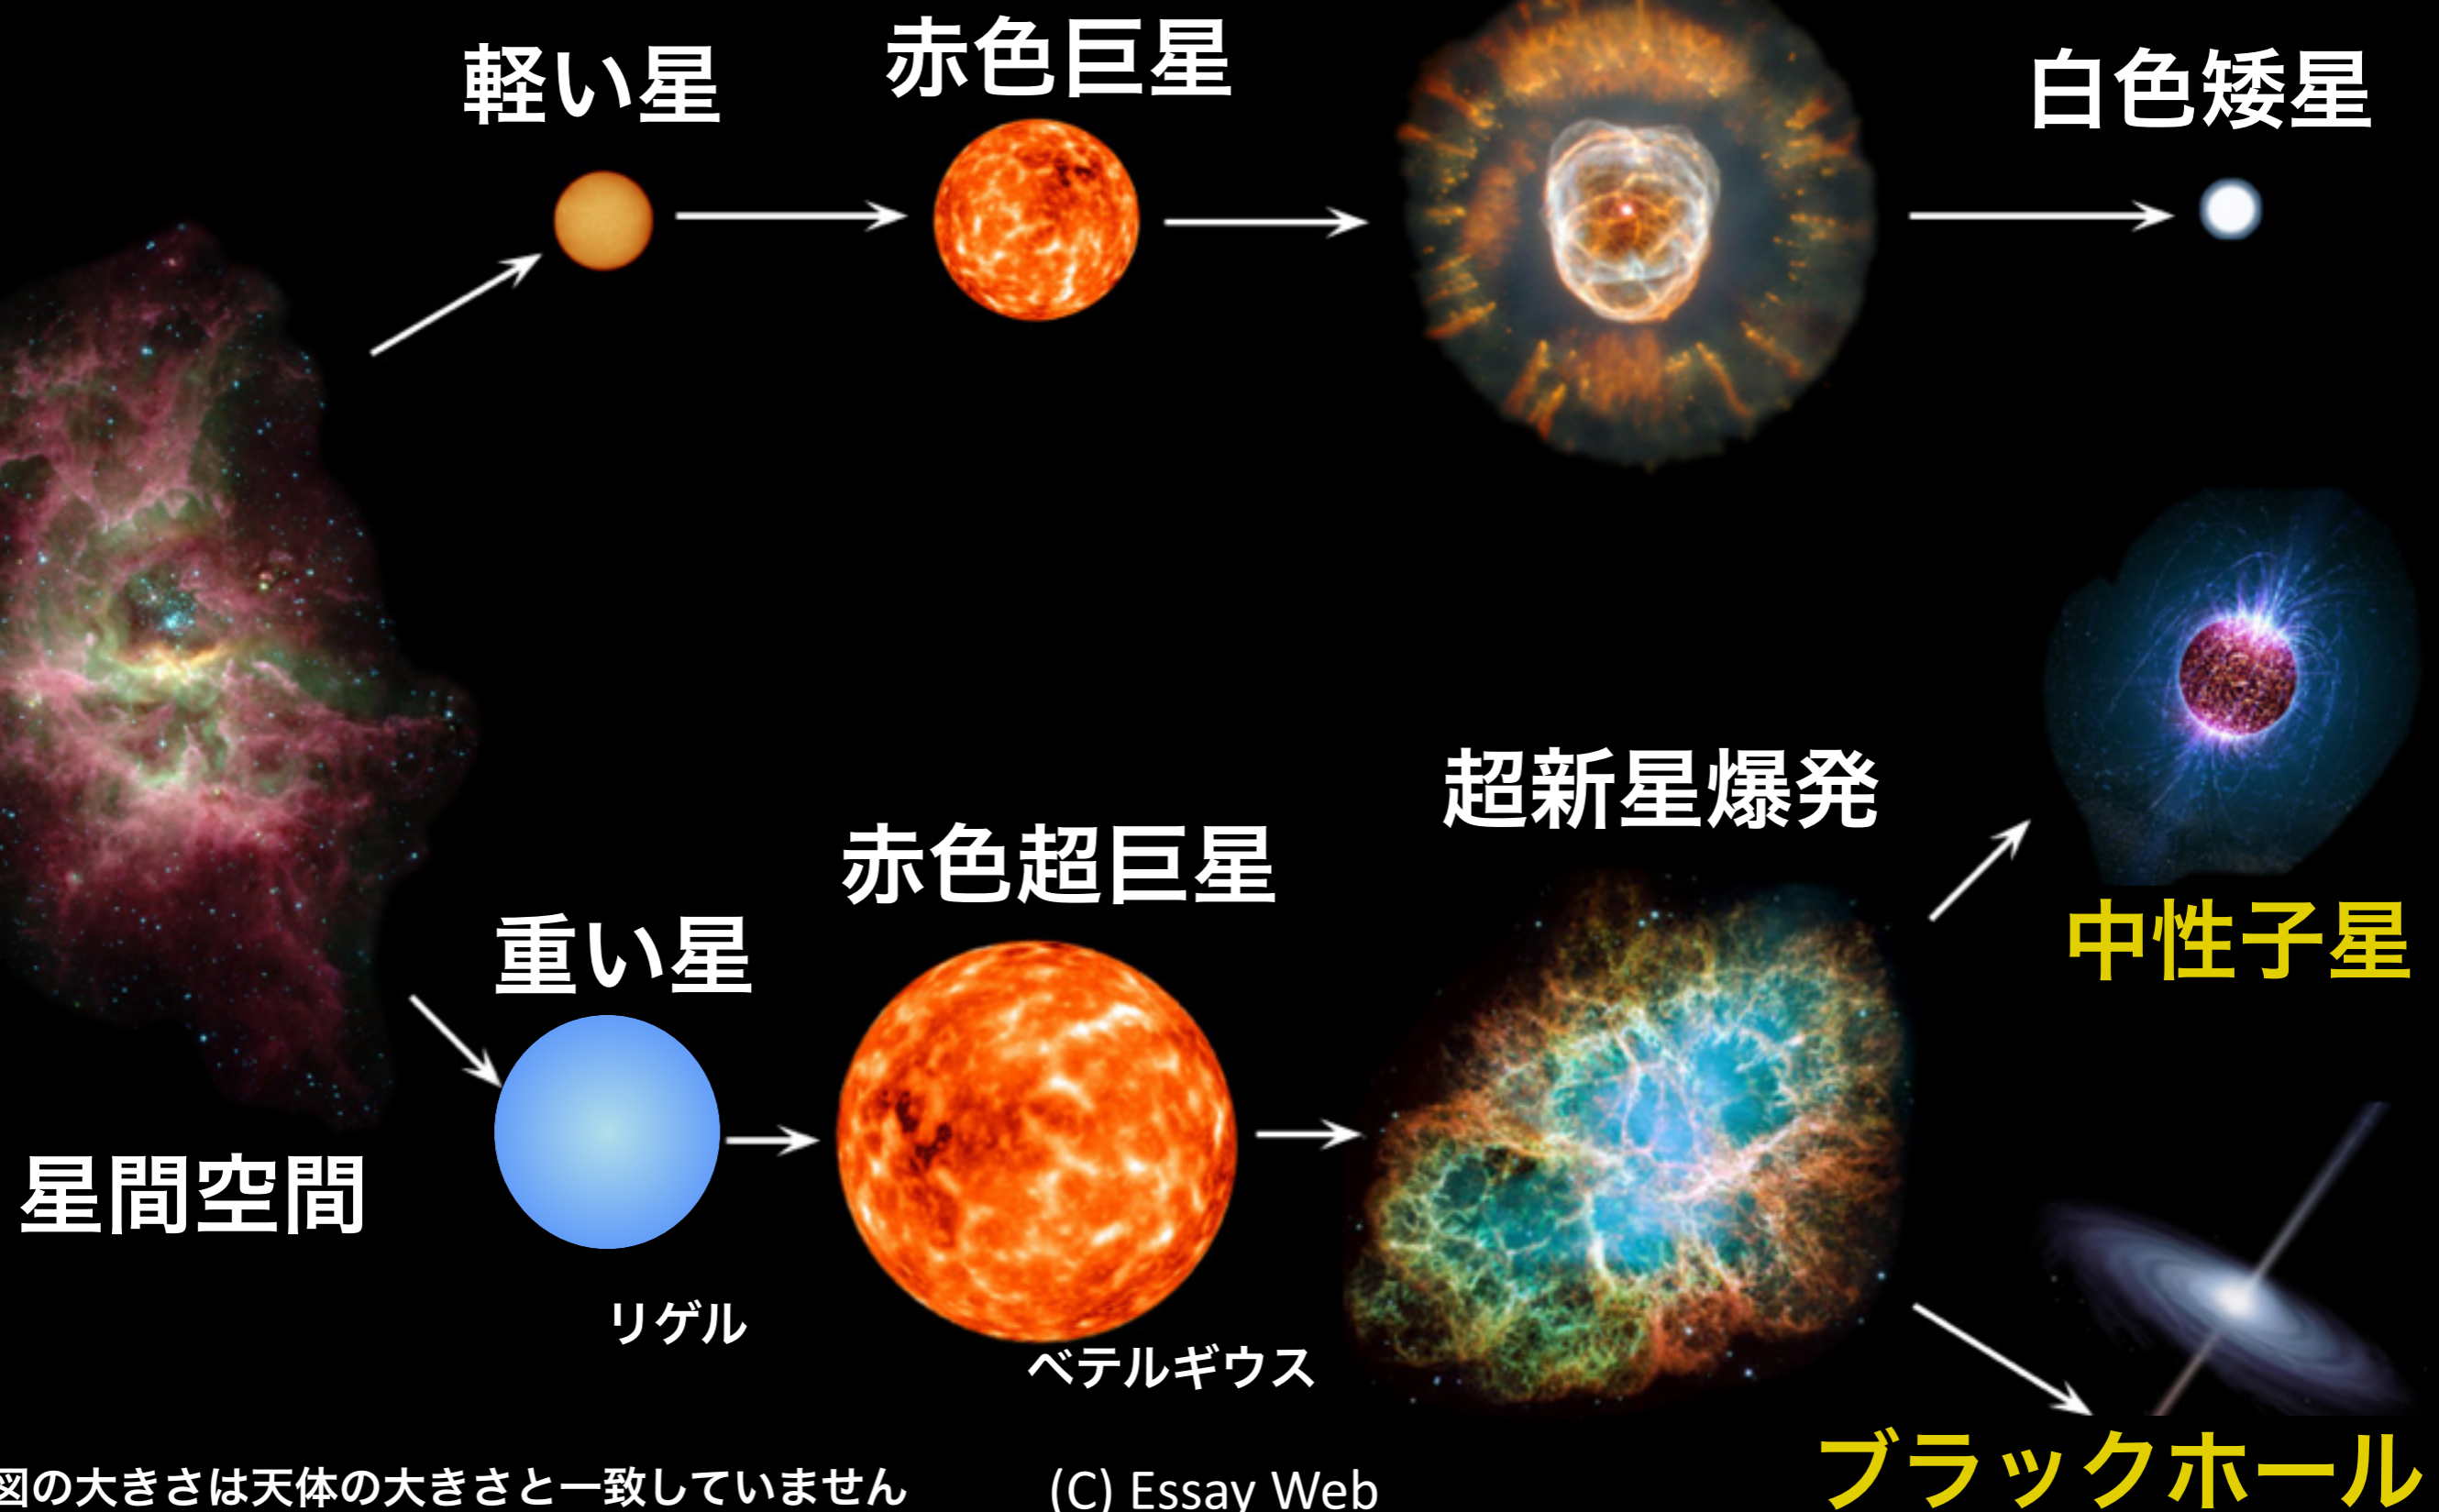 軽い星
赤色巨星
白色矮星
中性子星
超新星爆発
赤色超巨星
重い星
星間空間
リゲル
ベテルギウス
ブラックホール
図の大きさは天体の大きさと一致していません
(C) Essay Web